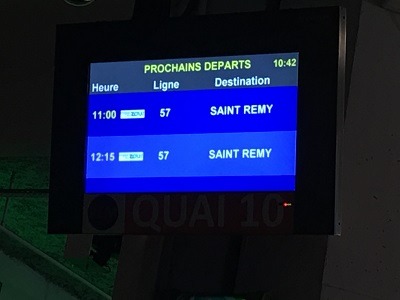 PROCHAINS DEPARTS 10:42
Heure Ligne Destination
11:00 57 SAINT REMY
12:15 57 SAINT REMY
QUAI 10